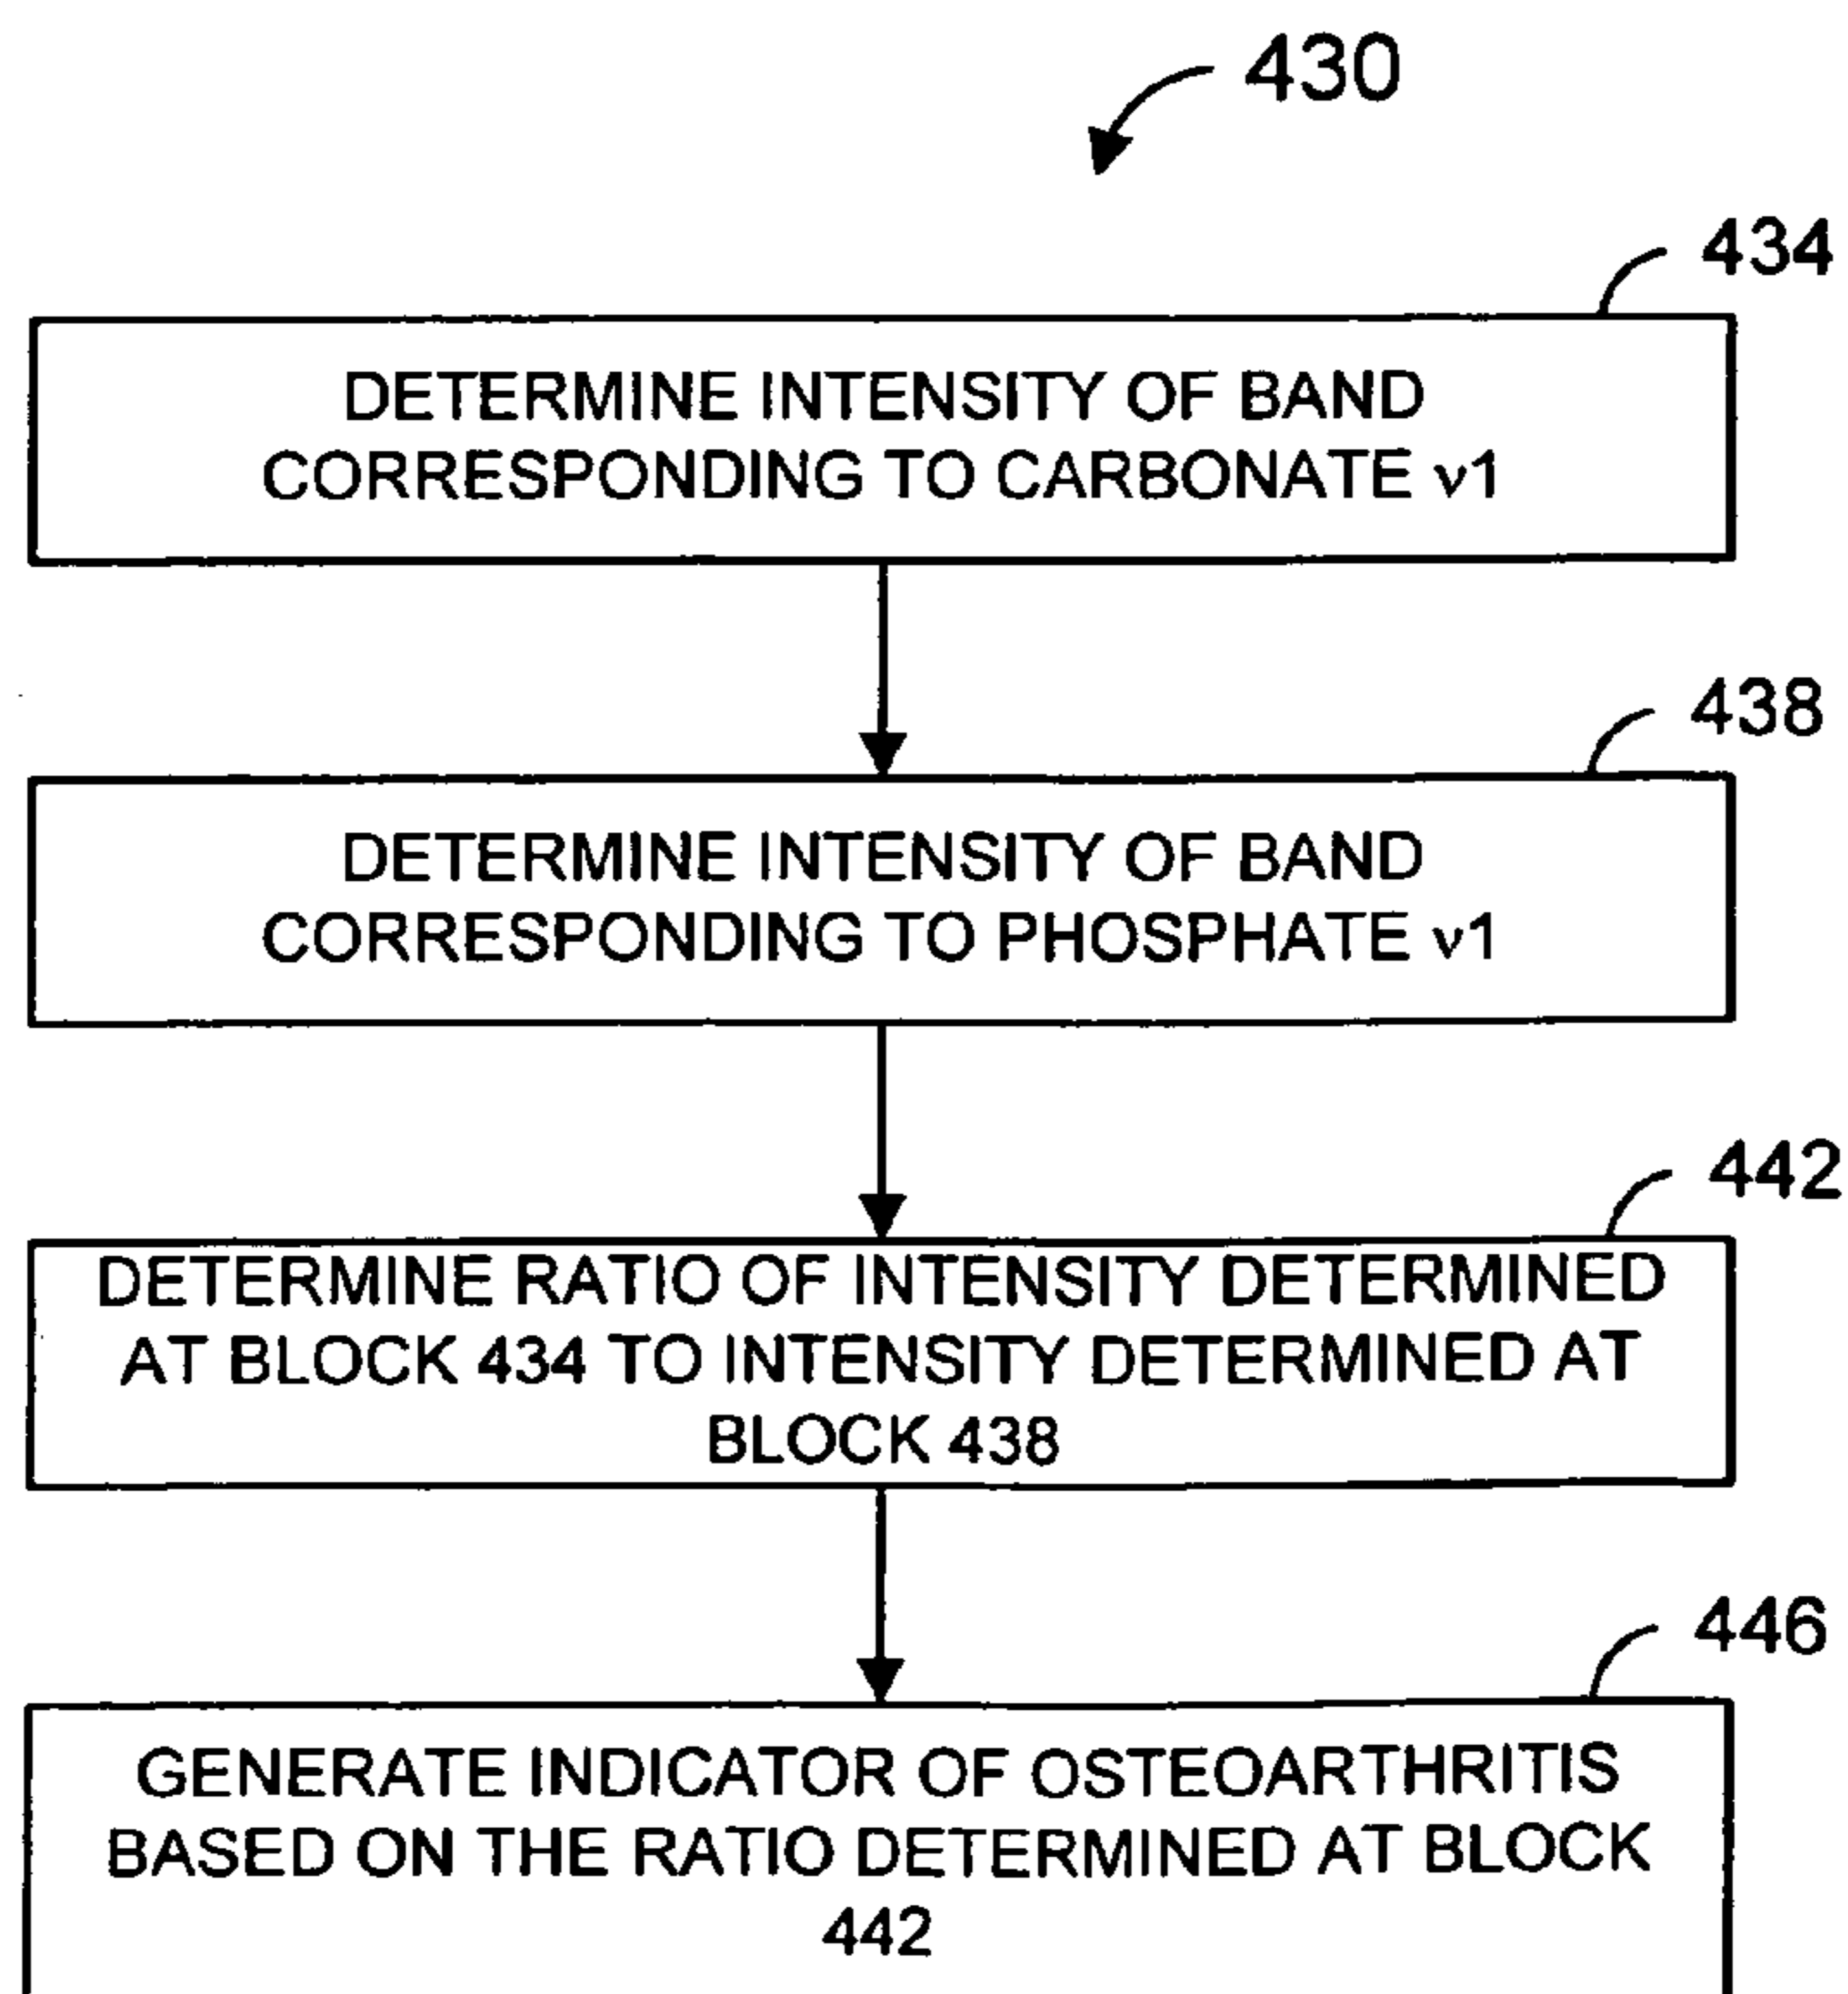 430
434
DETERMINE INTENSITY OF BAND
CORRESPONDING TO CARBONATE ν1
438
DETERMINE INTENSITY OF BAND
CORRESPONDING TO PHOSPHATE ν1
442
DETERMINE RATIO OF INTENSITY DETERMINED
AT BLOCK 434 TO INTENSITY DETERMINED AT
BLOCK 438
446
GENERATE INDICATOR OF OSTEOARTHRITIS
BASED ON THE RATIO DETERMINED AT BLOCK
442